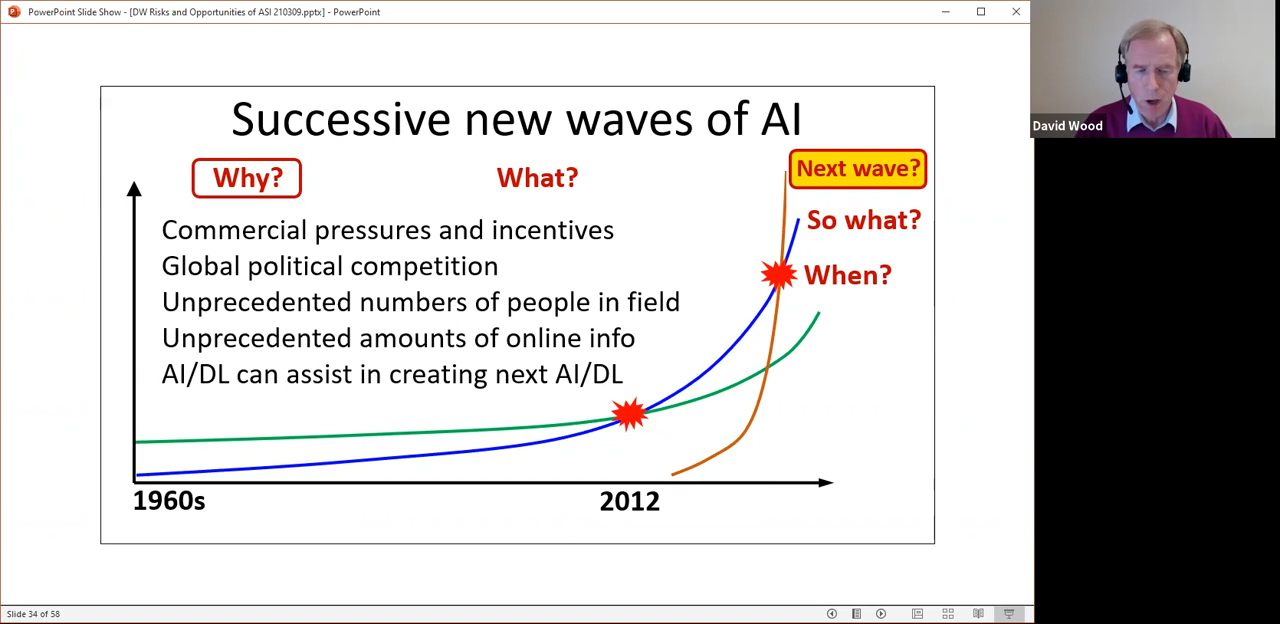 PowerPoint Slide Show - [DW Risks and Opportunities of ASI 210309.pptx] - PowerPoint
David Wood
Successive new waves of AI
Why?
What?
Next wave?
So what?
When?
Commercial pressures and incentives
Global political competition
Unprecedented numbers of people in field
Unprecedented amounts of online info
AI/DL can assist in creating next AI/DL
1960s
2012
Slide 34 of 58